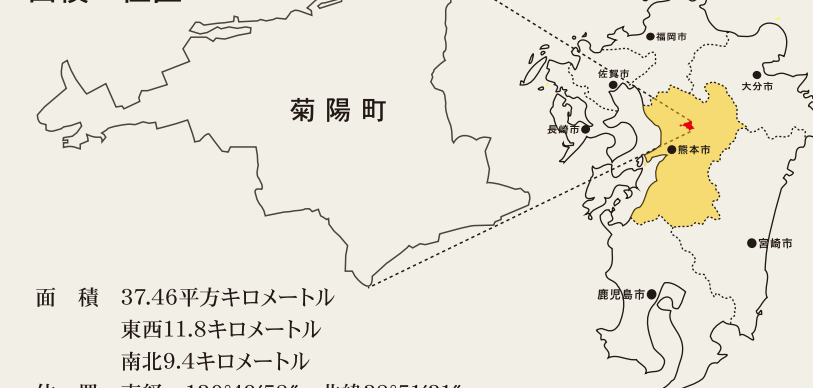 菊陽町
福岡市
佐賀市
大分市
長崎市
熊本市
宮崎市
鹿児島市
面 積 37.46平方キロメートル
東西11.8キロメートル
南北9.4キロメートル